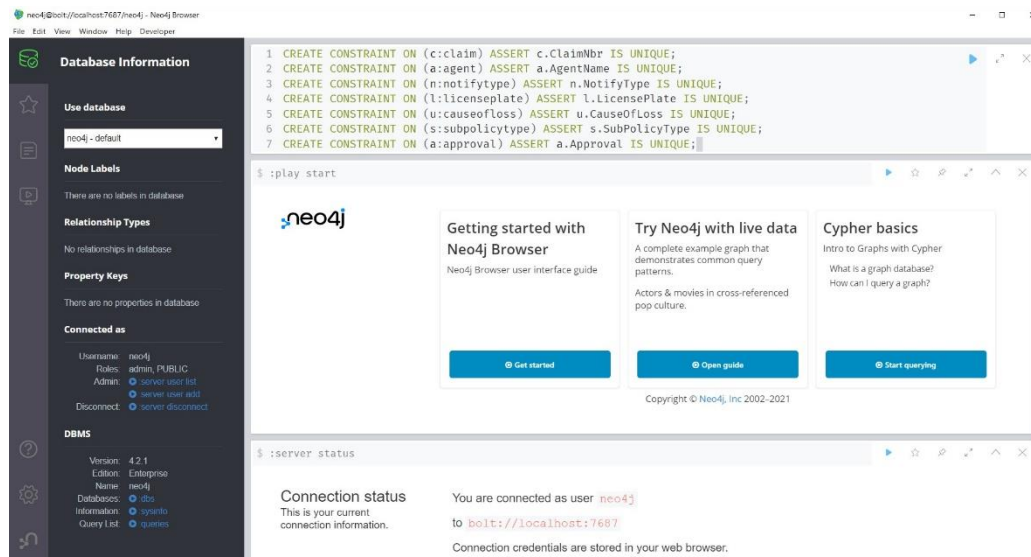 neo4j@bolt://localhost:7687/neo4j - Neo4j Browser
File Edit View Window Help Developer
Database Information
Use database
neo4j - default
Node Labels
There are no labels in database
Relationship Types
No relationships in database
Property Keys
There are no properties in database
Connected as
Username: neo4j
Roles: admin, PUBLIC
Admin: :server user list
:server user add
Disconnect: :server disconnect
DBMS
Version: 4.2.1
Edition: Enterprise
Name: neo4j
Databases: :dbs
Information: :sysinfo
Query List: :queries
1 CREATE CONSTRAINT ON (c:claim) ASSERT c.ClaimNbr IS UNIQUE;
2 CREATE CONSTRAINT ON (a:agent) ASSERT a.AgentName IS UNIQUE;
3 CREATE CONSTRAINT ON (n:notifytype) ASSERT n.NotifyType IS UNIQUE;
4 CREATE CONSTRAINT ON (l:licenseplate) ASSERT l.LicensePlate IS UNIQUE;
5 CREATE CONSTRAINT ON (u:causeofloss) ASSERT u.CauseOfLoss IS UNIQUE;
6 CREATE CONSTRAINT ON (s:subpolicytype) ASSERT s.SubPolicyType IS UNIQUE;
7 CREATE CONSTRAINT ON (a:approval) ASSERT a.Approval IS UNIQUE;
$ :play start
neo4j
Getting started with
Neo4j Browser
Neo4j Browser user interface guide
Get started
Try Neo4j with live data
A complete example graph that
demonstrates common query
patterns.
Actors & movies in cross-referenced
pop culture.
Open guide
Cypher basics
Intro to Graphs with Cypher
What is a graph database?
How can I query a graph?
Start querying
Copyright © Neo4j, Inc 2002–2021
$ :server status
Connection status
This is your current
connection information.
You are connected as user neo4j
to bolt://localhost:7687
Connection credentials are stored in your web browser.